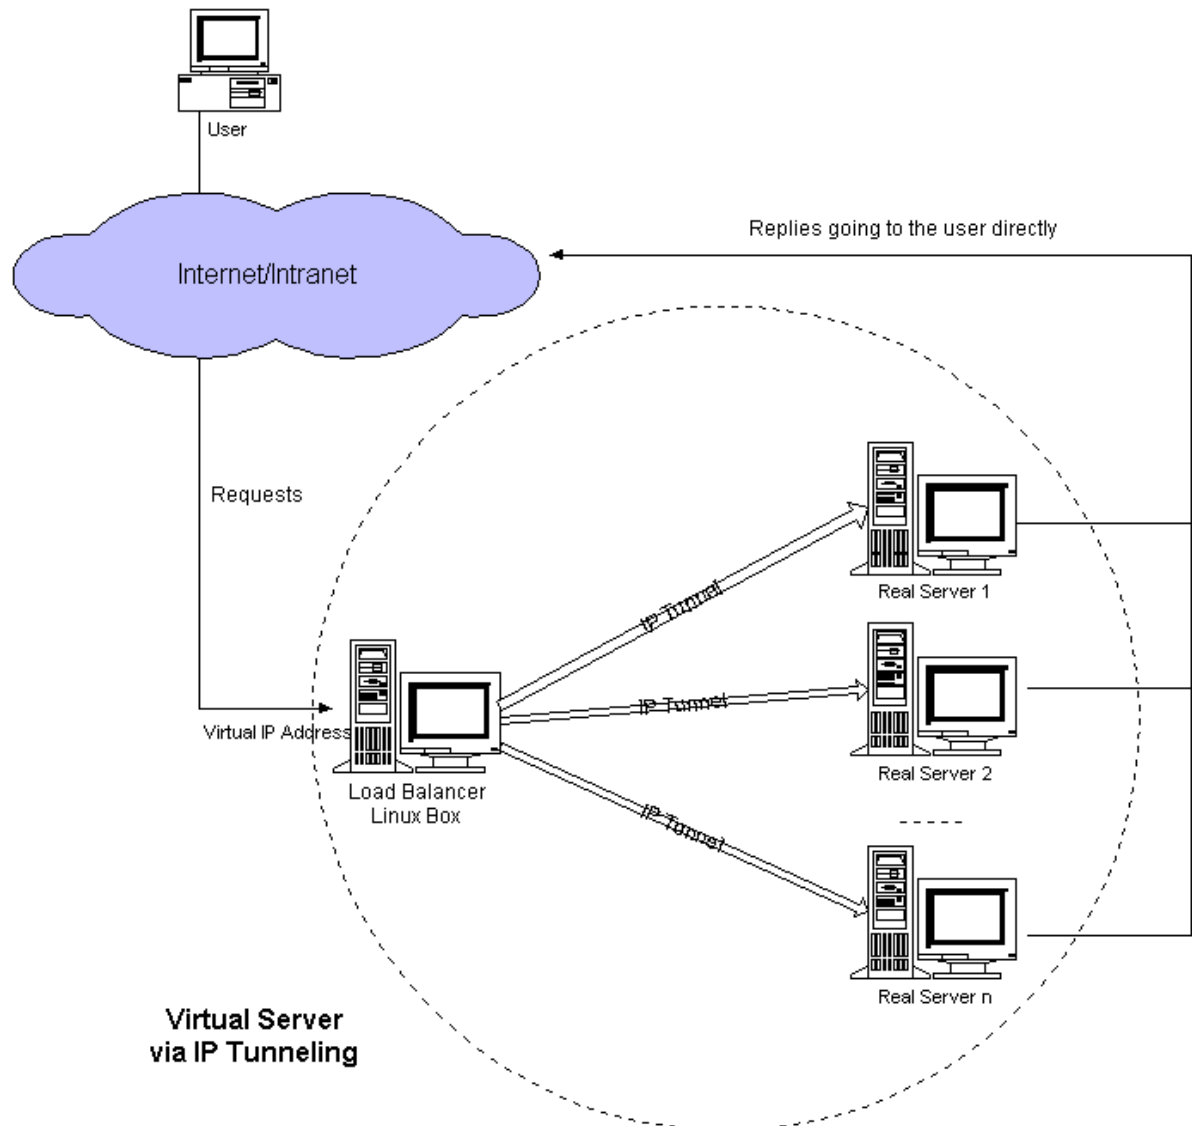 User
Replies going to the user directly
Internet/Intranet
Requests
IP Tunnel
Real Server 1
IP Tunnel
Virtual IP Address
Real Server 2
Load Balancer
Linux Box
IP Tunnel
Real Server n
Virtual Server
via IP Tunneling